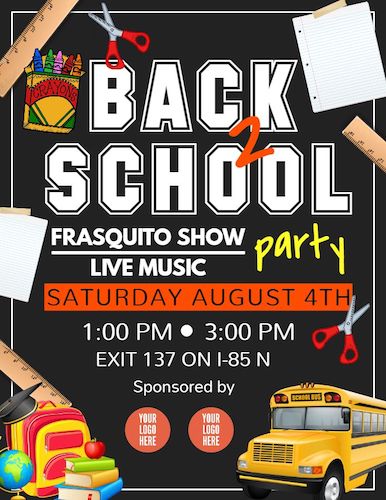 CRAYONS
BACK
2
SCHOOL
FRASQUITO SHOW
party
LIVE MUSIC
SATURDAY AUGUST 4TH
1:00 PM ● 3:00 PM
EXIT 137 ON I-85 N
Sponsored by
YOUR
LOGO
HERE
YOUR
LOGO
HERE
SCHOOL BUS